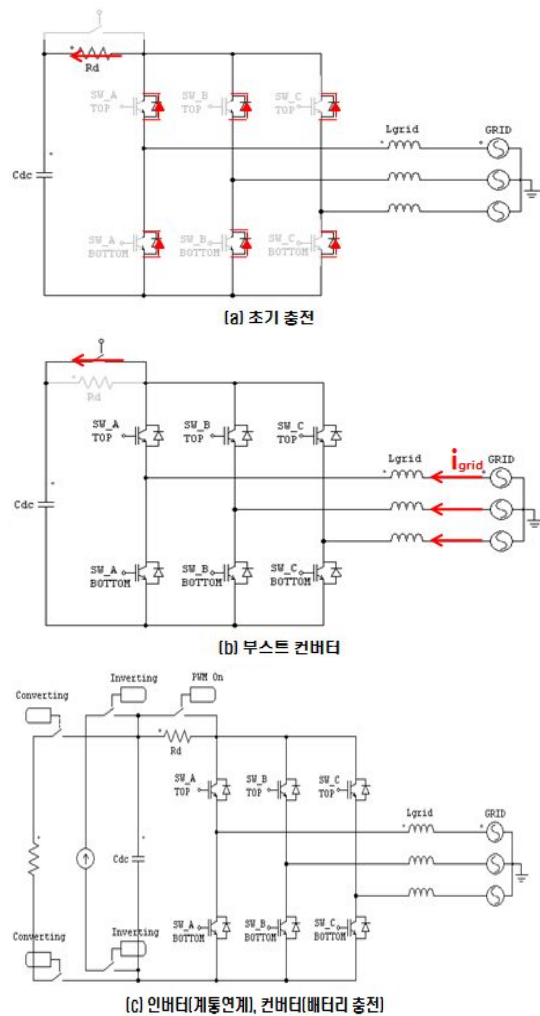 Rd
SW_A
TOP
SW_B
TOP
SW_C
TOP
Lgrid
GRID
Cdc
SW_A
BOTTOM
SW_B
BOTTOM
SW_C
BOTTOM
(a) 초기 충전
Rd
SW_A
TOP
SW_B
TOP
SW_C
TOP
Lgrid
igrid
GRID
Cdc
SW_A
BOTTOM
SW_B
BOTTOM
SW_C
BOTTOM
(b) 부스트 컨버터
Converting
Inverting
PWM On
Rd
SW_A
TOP
SW_B
TOP
SW_C
TOP
Lgrid
GRID
Cdc
Converting
Inverting
SW_A
BOTTOM
SW_B
BOTTOM
SW_C
BOTTOM
(c) 인버터(계통연계), 컨버터(배터리 충전)